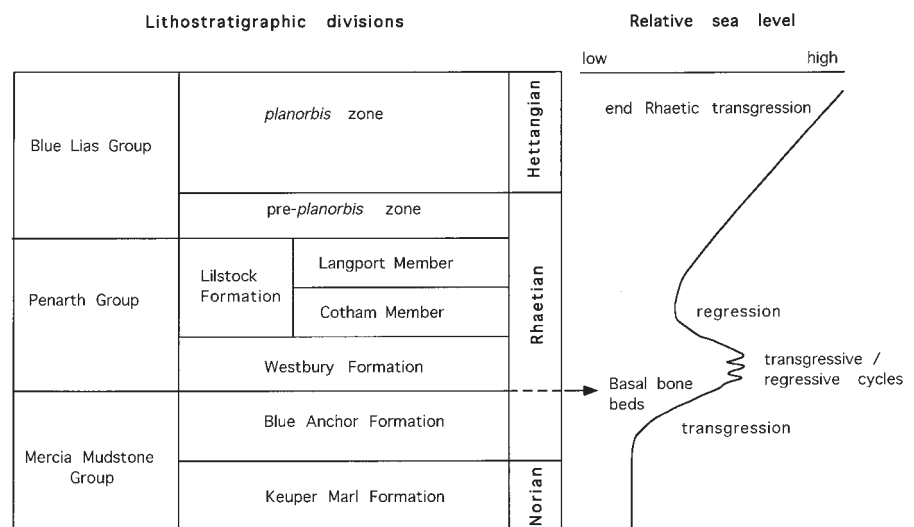 Lithostratigraphic divisions
Relative sea level
low
high
Blue Lias Group
planorbis zone
Hettangian
end Rhaetic transgression
pre-planorbis zone
Penarth Group
Lilstock
Formation
Langport Member
Cotham Member
Rhaetian
regression
Westbury Formation
transgressive /
regressive cycles
Basal bone
beds
Mercia Mudstone
Group
Blue Anchor Formation
transgression
Keuper Marl Formation
Norian